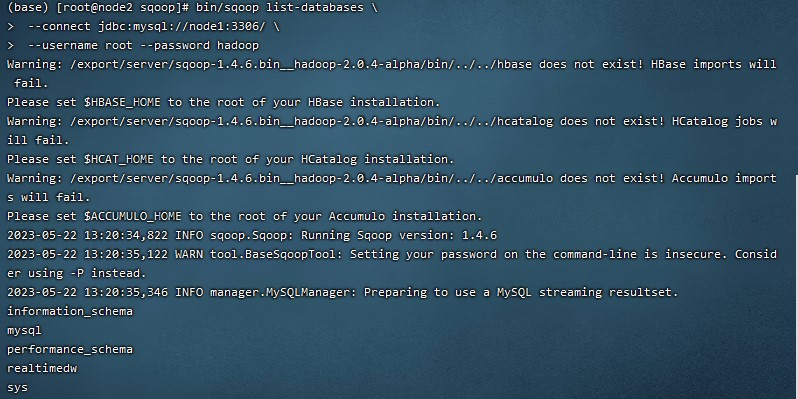 (base) [root@node2 sqoop]# bin/sqoop list-databases \
>  --connect jdbc:mysql://node1:3306/ \
>  --username root --password hadoop
Warning: /export/server/sqoop-1.4.6.bin__hadoop-2.0.4-alpha/bin/../../hbase does not exist! HBase imports will
 fail.
Please set $HBASE_HOME to the root of your HBase installation.
Warning: /export/server/sqoop-1.4.6.bin__hadoop-2.0.4-alpha/bin/../../hcatalog does not exist! HCatalog jobs w
ill fail.
Please set $HCAT_HOME to the root of your HCatalog installation.
Warning: /export/server/sqoop-1.4.6.bin__hadoop-2.0.4-alpha/bin/../../accumulo does not exist! Accumulo import
s will fail.
Please set $ACCUMULO_HOME to the root of your Accumulo installation.
2023-05-22 13:20:34,822 INFO sqoop.Sqoop: Running Sqoop version: 1.4.6
2023-05-22 13:20:35,122 WARN tool.BaseSqoopTool: Setting your password on the command-line is insecure. Consid
er using -P instead.
2023-05-22 13:20:35,346 INFO manager.MySQLManager: Preparing to use a MySQL streaming resultset.
information_schema
mysql
performance_schema
realtimedw
sys